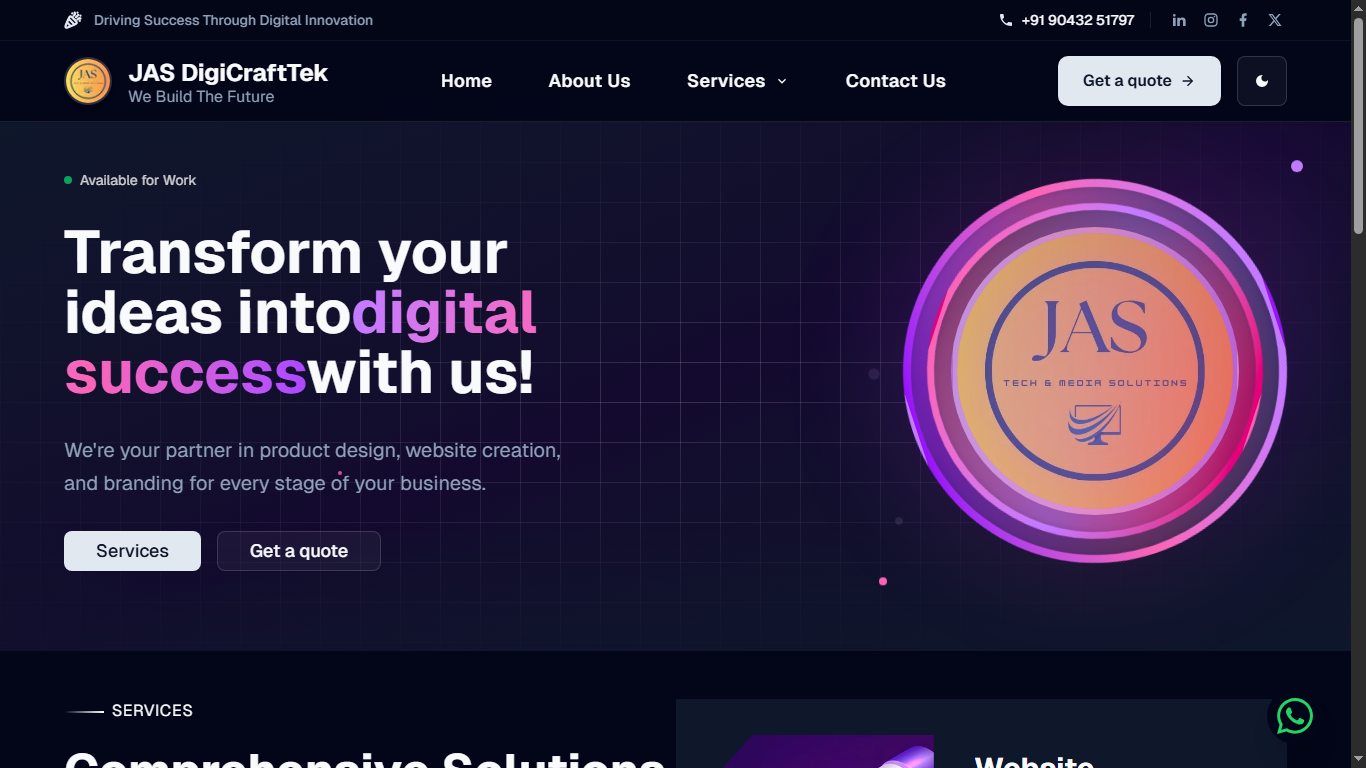 Driving Success Through Digital Innovation
+91 90432 51797
JAS DigiCraftTek
We Build The Future
Home
About Us
Services
Contact Us
Get a quote
Available for Work
Transform your
ideas intodigital
successwith us!
We're your partner in product design, website creation,
and branding for every stage of your business.
Services
Get a quote
JAS
TECH & MEDIA SOLUTIONS
SERVICES
Comprehensive Solutions
Website